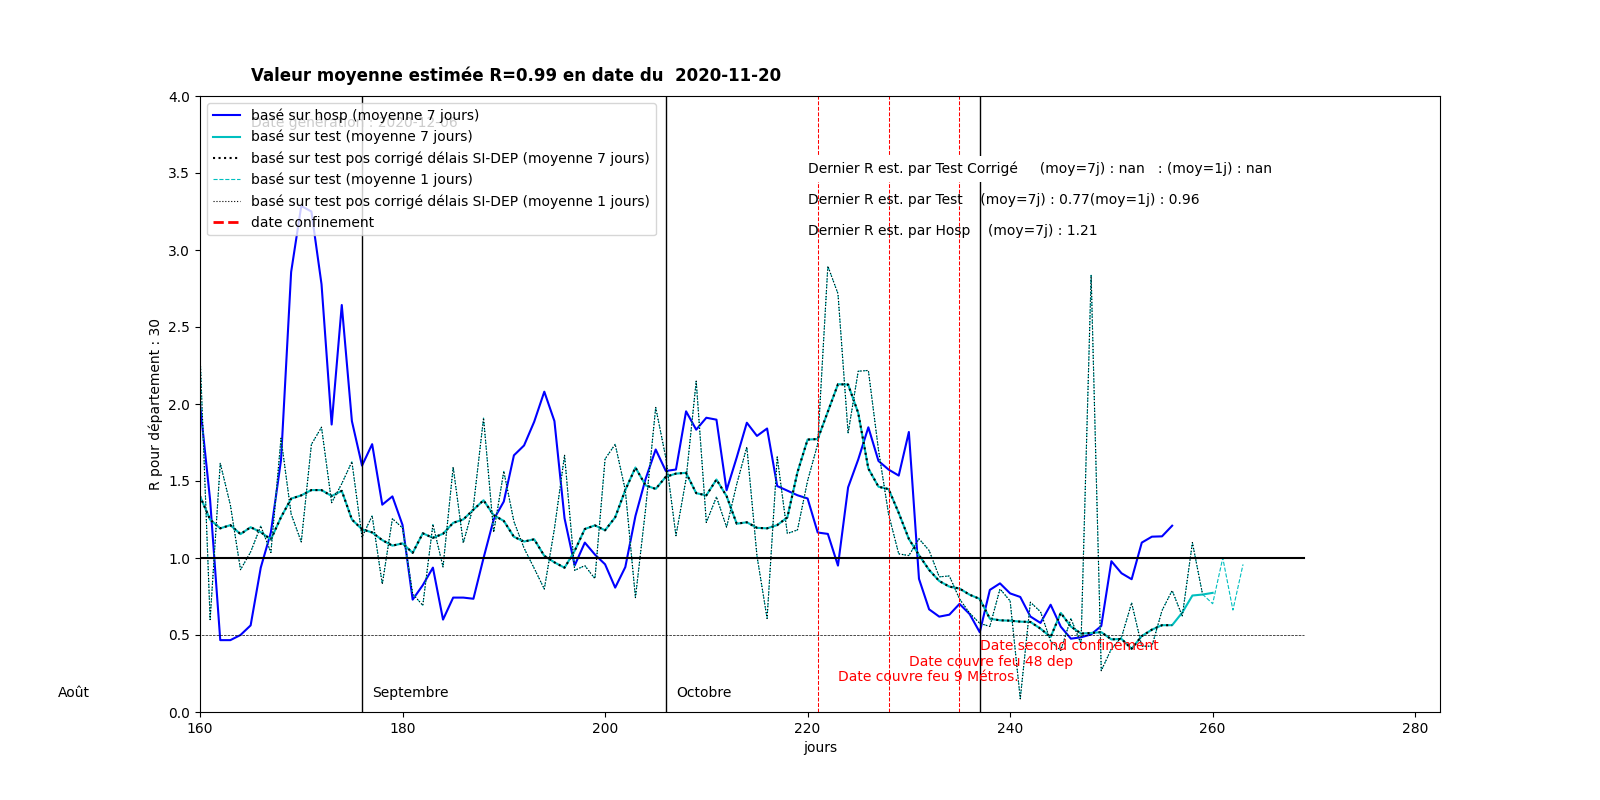 Valeur moyenne estimée R=0.99 en date du  2020-11-20
4.0
3.5
3.0
2.5
2.0
1.5
1.0
0.5
0.0
R pour département : 30
basé sur hosp (moyenne 7 jours)
Date génération : 2020-12-06
basé sur test (moyenne 7 jours)
basé sur test pos corrigé délais SI-DEP (moyenne 7 jours)
basé sur test (moyenne 1 jours)
basé sur test pos corrigé délais SI-DEP (moyenne 1 jours)
date confinement
Dernier R est. par Test Corrigé     (moy=7j) : nan   : (moy=1j) : nan
Dernier R est. par Test    (moy=7j) : 0.77(moy=1j) : 0.96
Dernier R est. par Hosp    (moy=7j) : 1.21
Date second confinement
Date couvre feu 48 dep
Date couvre feu 9 Métros
Août
Septembre
Octobre
160
180
200
220
240
260
280
jours